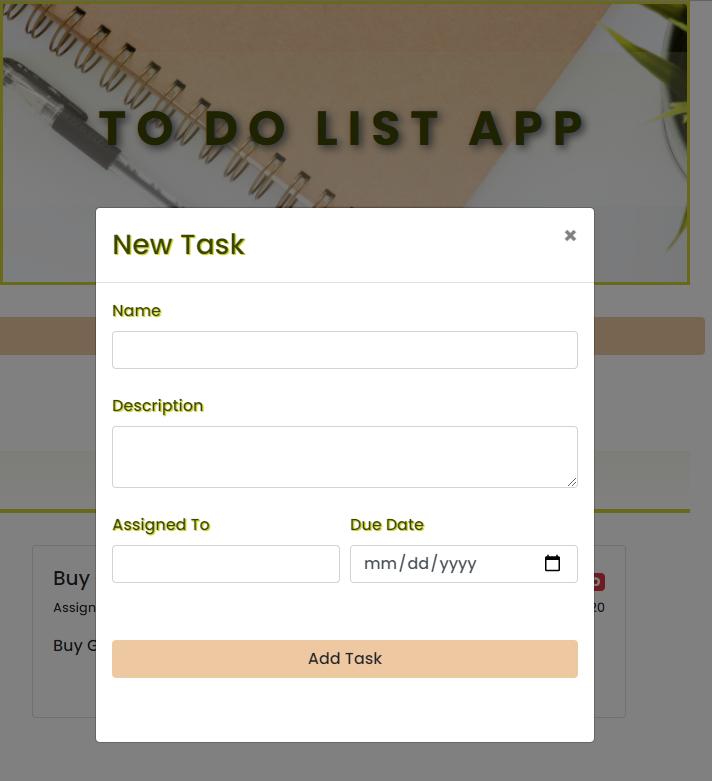 TO DO LIST APP
New Task
×
Name
Description
Assigned To
Due Date
mm/dd/yyyy
Add Task
Buy
Assign
20
Buy